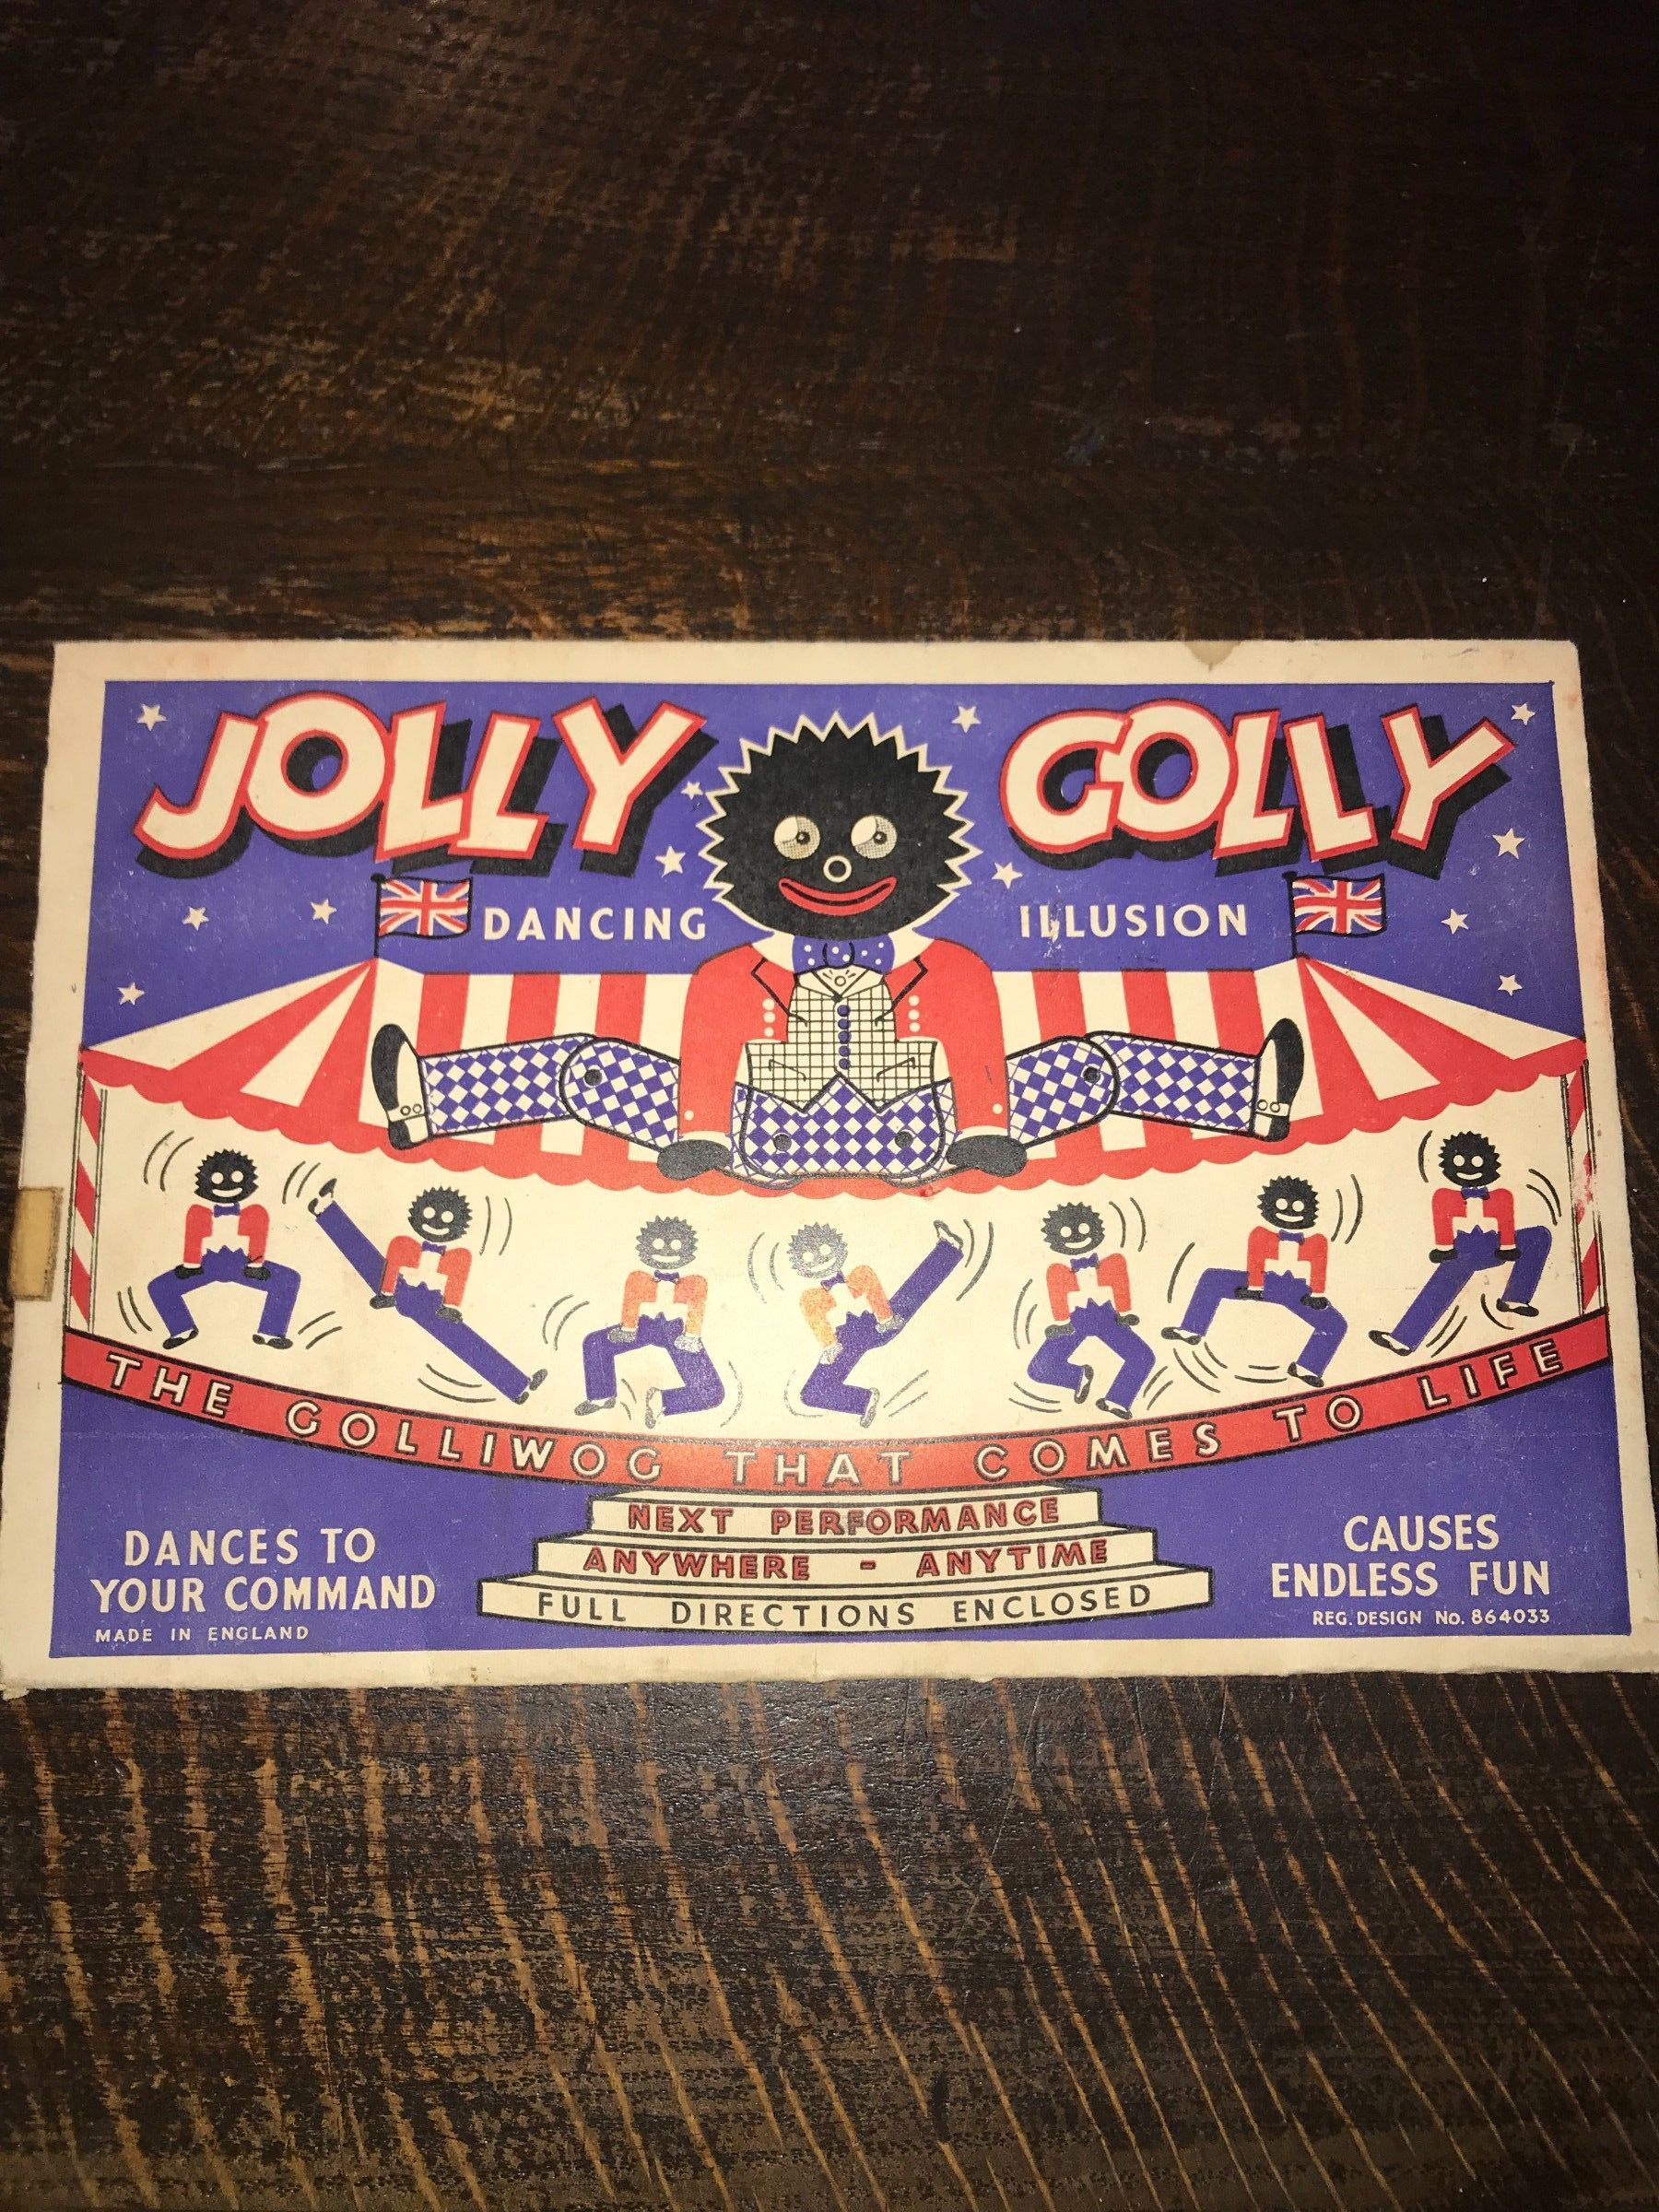 JOLLY GOLLY
DANCING ILLUSION
THE GOLLIWOG THAT COMES TO LIFE
NEXT PERFORMANCE
ANYWHERE - ANYTIME
FULL DIRECTIONS ENCLOSED
DANCES TO
YOUR COMMAND
MADE IN ENGLAND
CAUSES
ENDLESS FUN
REG. DESIGN No. 864033